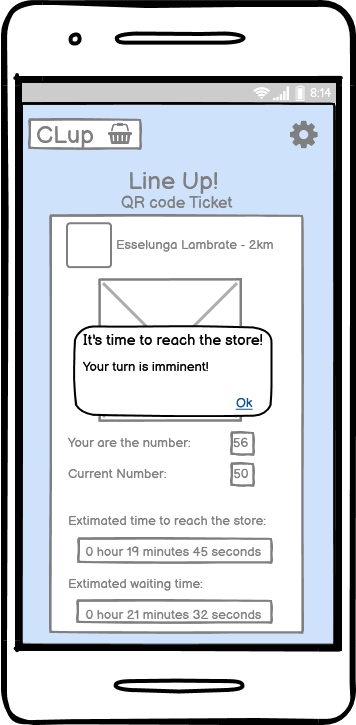 8:14
CLup
Line Up!
QR code Ticket
Esselunga Lambrate - 2km
It's time to reach the store!
Your turn is imminent!
Ok
Your are the number: 56
Current Number: 50
Extimated time to reach the store:
0 hour 19 minutes 45 seconds
Extimated waiting time:
0 hour 21 minutes 32 seconds